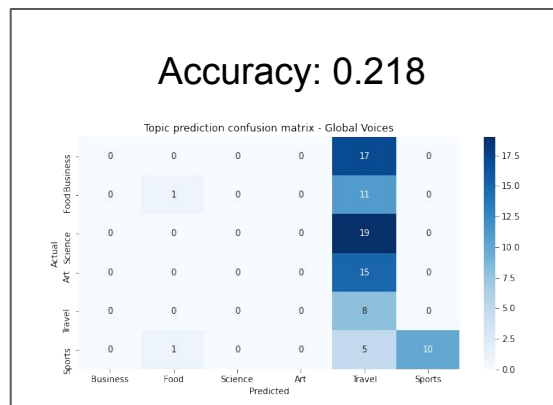 Accuracy: 0.218
Topic prediction confusion matrix - Global Voices
Business 0 0 0 0 17 0
Food 0 1 0 0 11 0
Science 0 0 0 0 19 0
Art 0 0 0 0 15 0
Travel 0 0 0 0 8 0
Sports 0 1 0 0 5 10
Actual
Business Food Science Art Travel Sports
Predicted
17.5
15.0
12.5
10.0
7.5
5.0
2.5
0.0